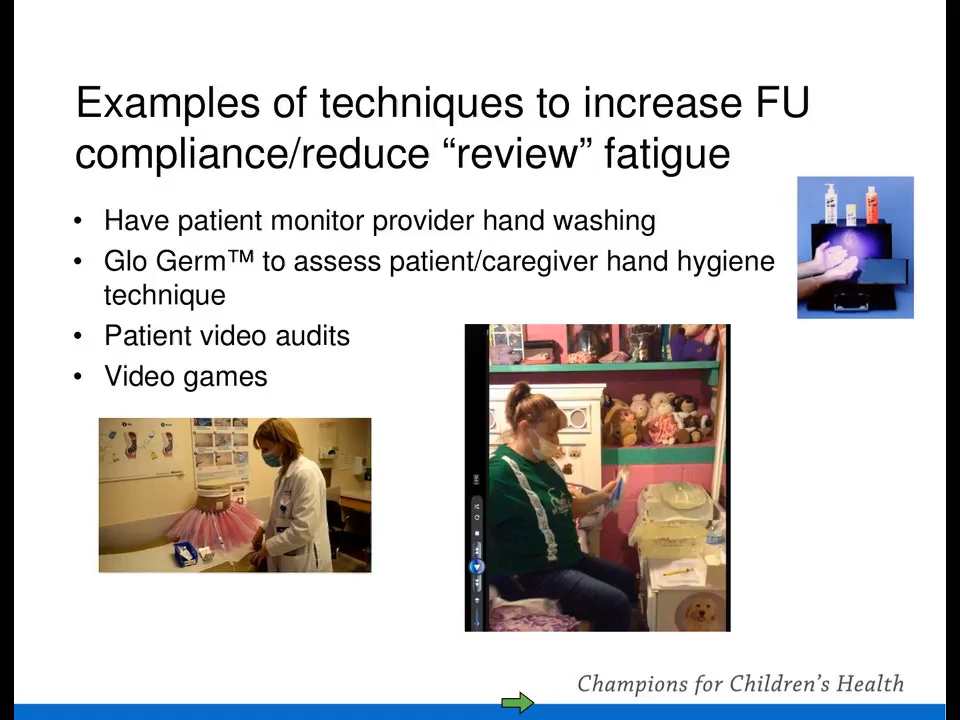 Examples of techniques to increase FU
compliance/reduce “review” fatigue
• Have patient monitor provider hand washing
• Glo Germ™ to assess patient/caregiver hand hygiene
technique
• Patient video audits
• Video games
Champions for Children’s Health